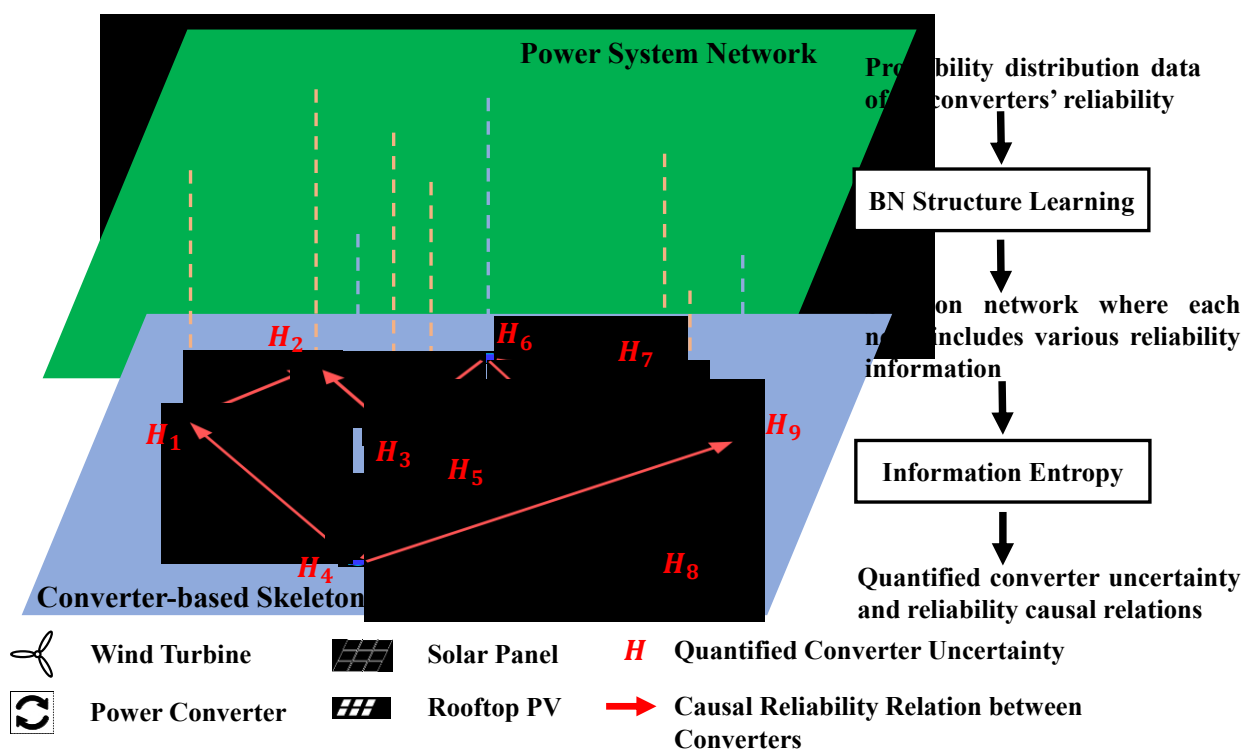 Power System Network
distribution data
converters' reliability
BN Structure Learning
network where each
includes various reliability
information
Information Entropy
Quantified converter uncertainty
and reliability causal relations
H2
H6
H7
H1
H3
H5
H9
H4
H8
Converter-based Skeleton
Wind Turbine
Solar Panel
H Quantified Converter Uncertainty
Power Converter
Rooftop PV
Causal Reliability Relation between
Converters